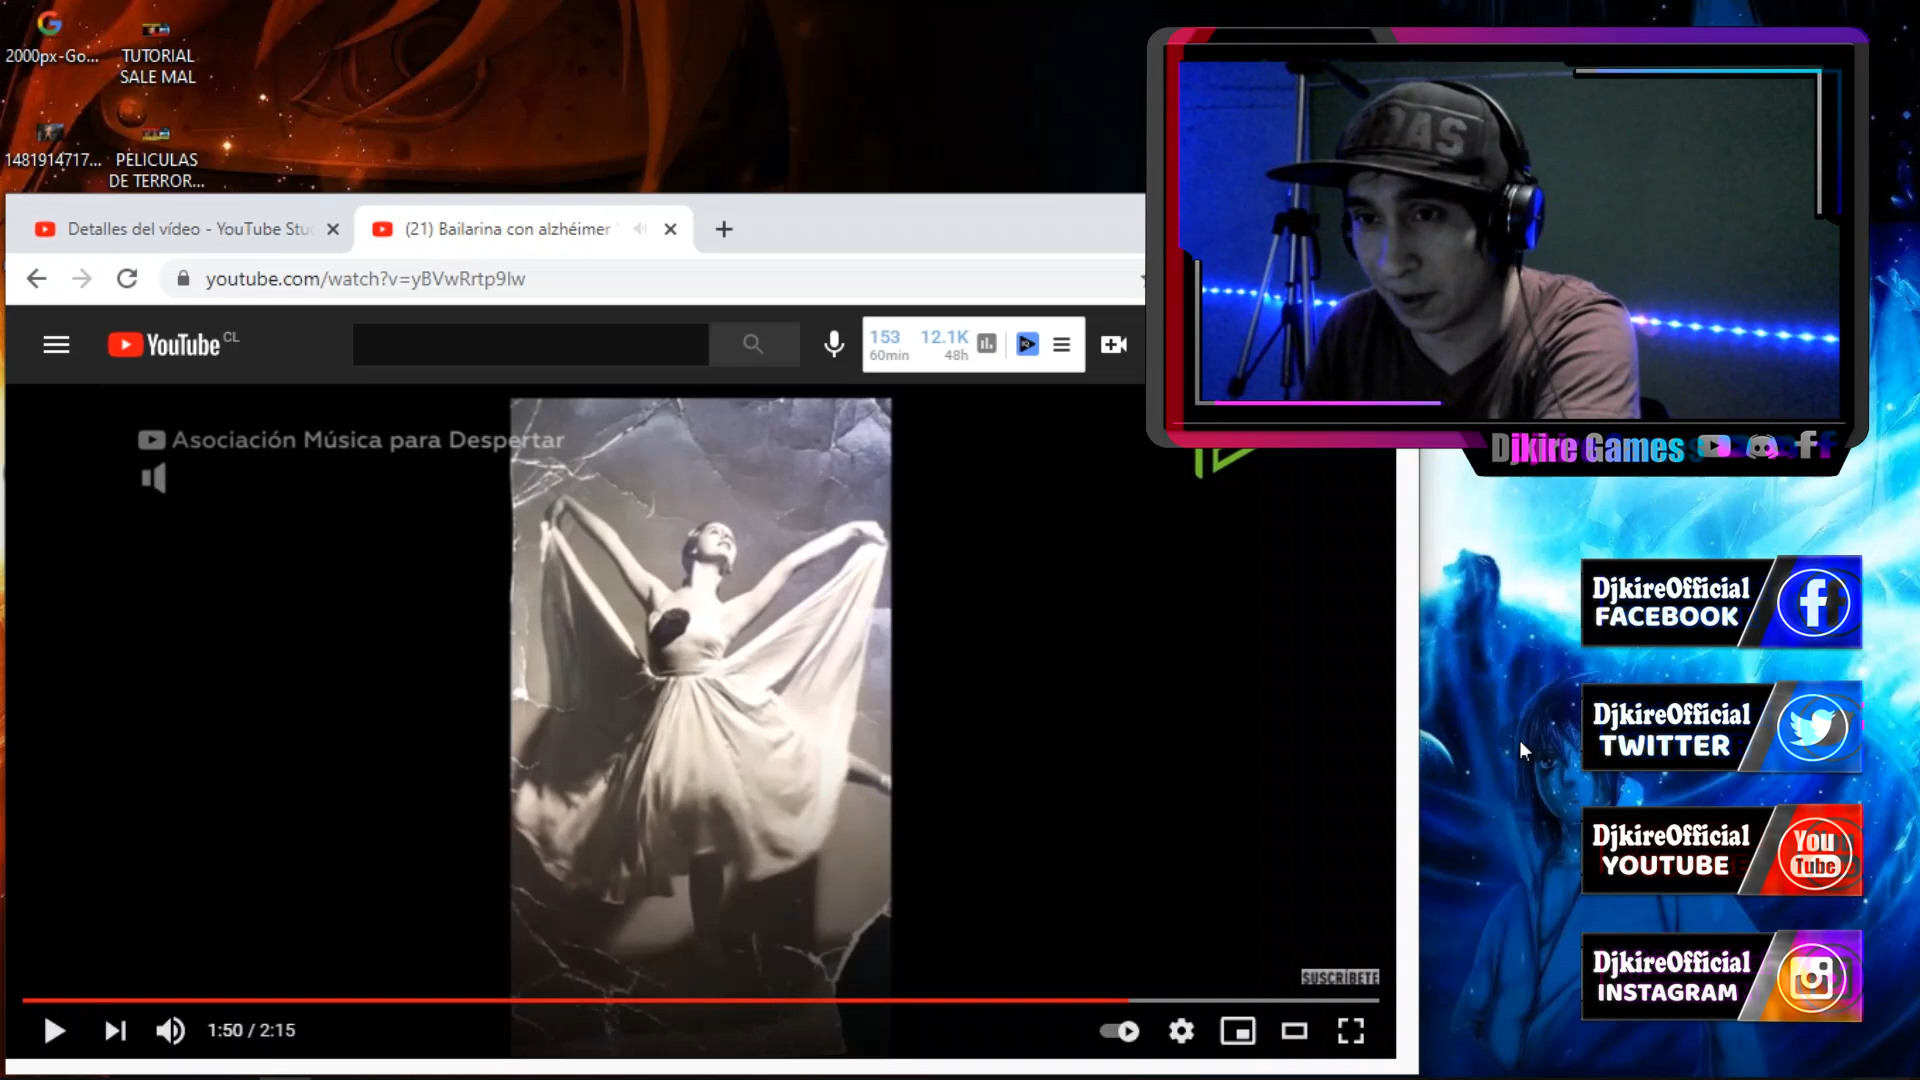 2000px-Go...
TUTORIAL
SALE MAL
1481914717...
PELICULAS
DE TERROR...
Detalles del vídeo - YouTube Stu
(21) Bailarina con alzhéimer
youtube.com/watch?v=yBVwRrtp9lw
YouTube CL
153
60min
12.1K
48h
IQ
Asociación Música para Despertar
SUSCRÍBETE
1:50 / 2:15
Djkire Games
DjkireOfficial
FACEBOOK
DjkireOfficial
TWITTER
DjkireOfficial
YOUTUBE
You
Tube
DjkireOfficial
INSTAGRAM